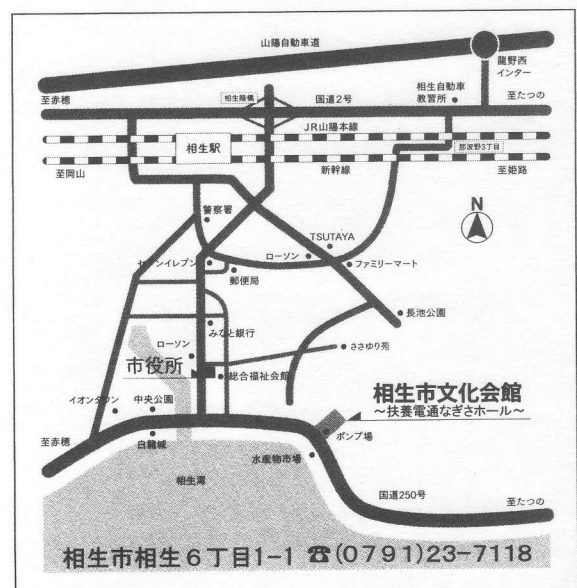 山陽自動車道
龍野西
インター
相生自動車
教習所
至赤穂
相生陸橋
国道2号
至たつの
JR山陽本線
相生駅
那波野3丁目
至岡山
新幹線
至姫路
N
警察署
TSUTAYA
ローソン
セブンイレブン
ファミリーマート
郵便局
長池公園
みなと銀行
ローソン
ささゆり苑
市役所
総合福祉会館
イオンタウン
中央公園
相生市文化会館
～扶養電通なぎさホール～
ポンプ場
至赤穂
白龍城
水産物市場
相生湾
国道250号
至たつの
相生市相生6丁目1-1 ☎(0791)23-7118